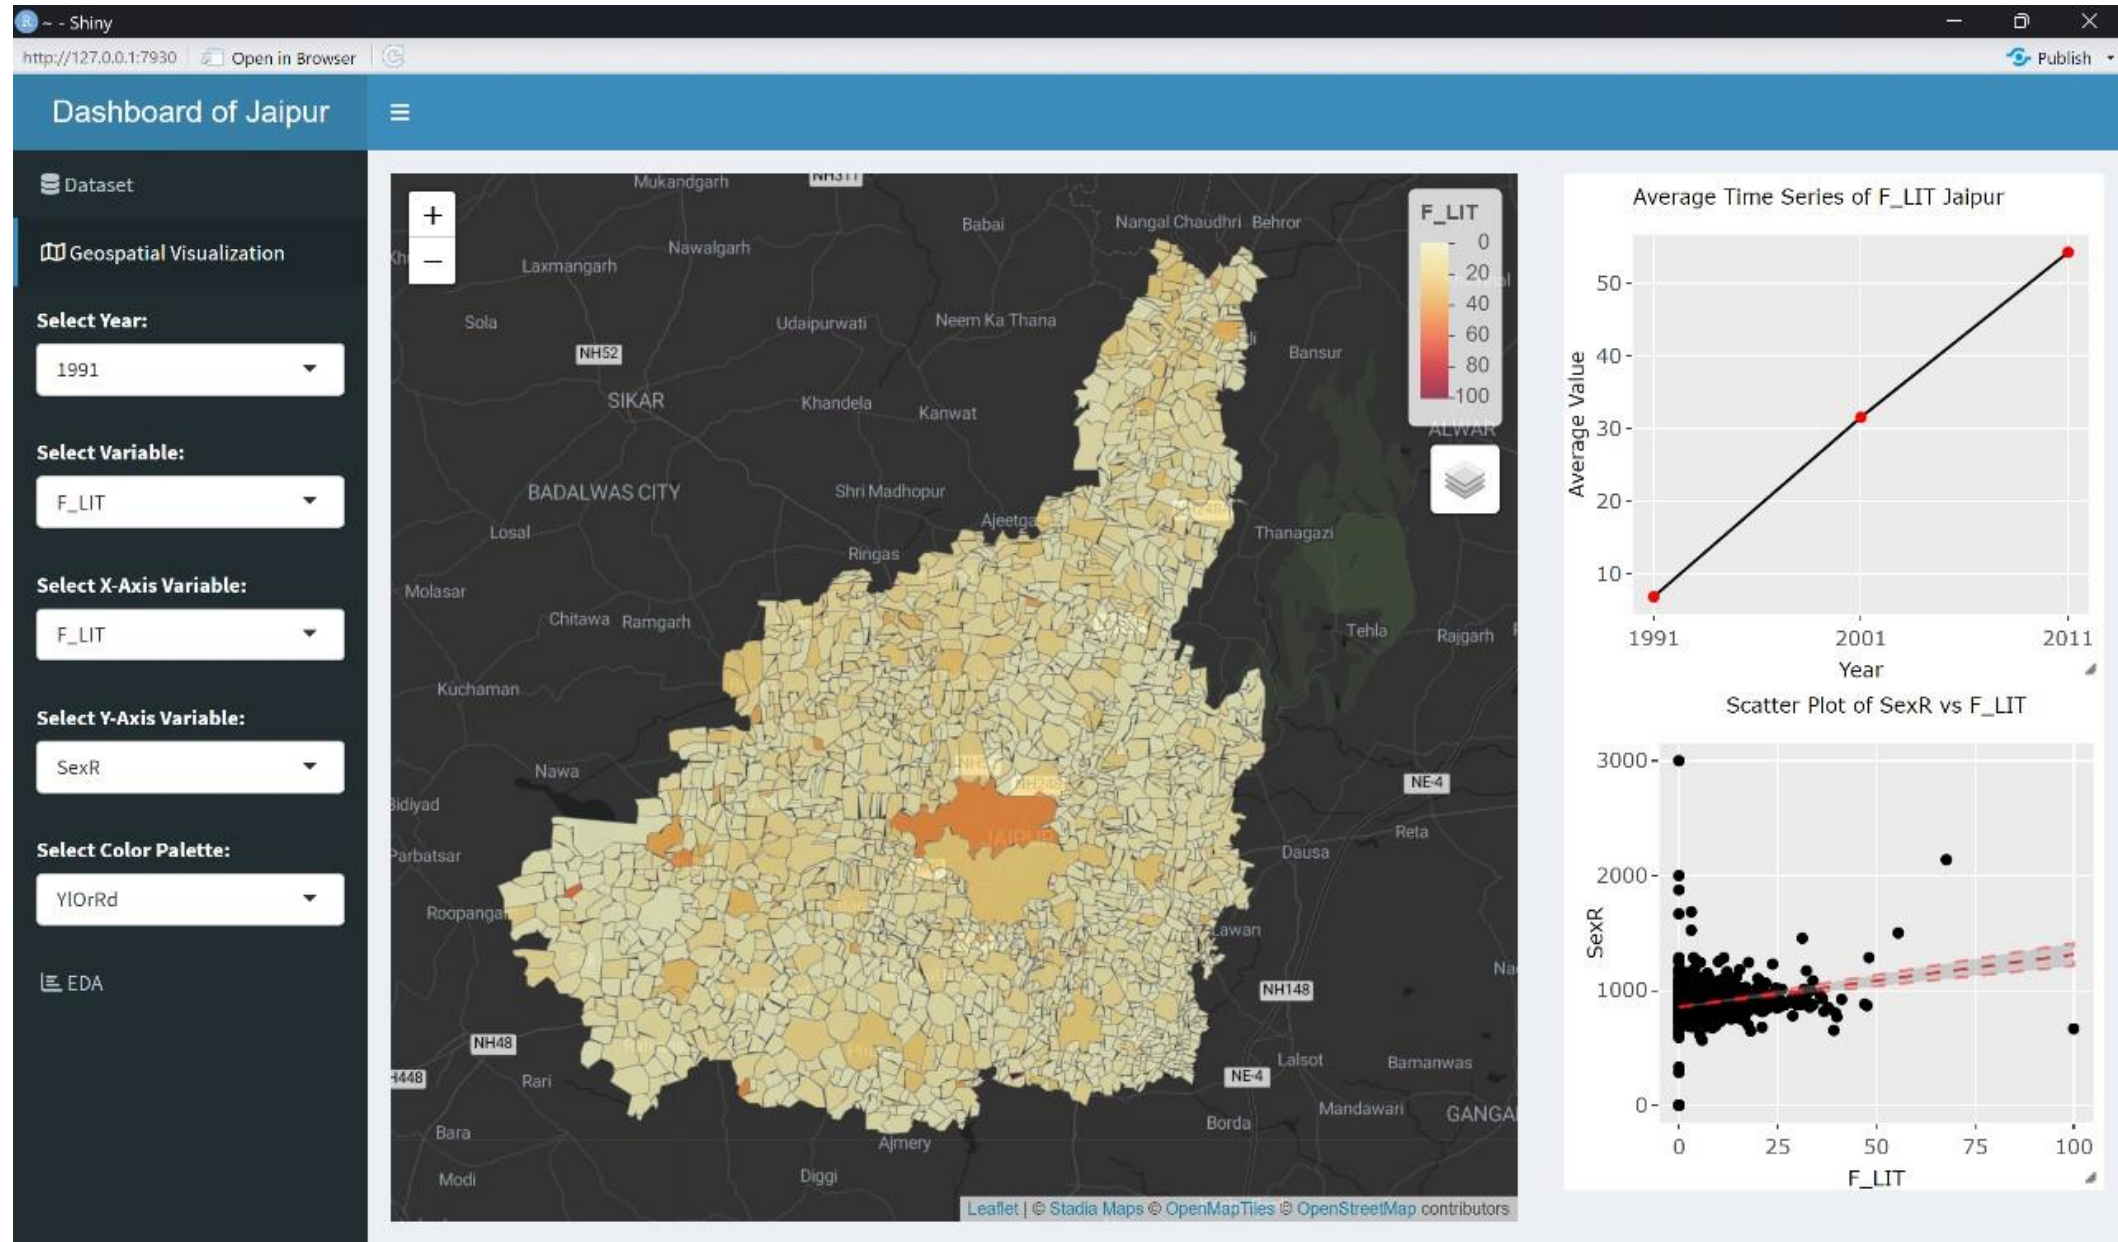 ~ - Shiny
http://127.0.0.1:7930 Open in Browser Publish
Dashboard of Jaipur
Dataset
Geospatial Visualization
Select Year:
1991
Select Variable:
F_LIT
Select X-Axis Variable:
F_LIT
Select Y-Axis Variable:
SexR
Select Color Palette:
YlOrRd
EDA
+
−
Mukandgarh
NH311
Babai
Nangal Chaudhri
Behror
Nawalgarh
Laxmangarh
Sola
Udaipurwati
Neem Ka Thana
NH52
Bansur
SIKAR
Khandela
Kanwat
ALWAR
BADALWAS CITY
Shri Madhopur
Losal
Ajeetga
Thanagazi
Ringas
Molasar
Chitawa
Ramgarh
Tehla
Rajgarh
Kuchaman
Nawa
NE-4
Bidiyad
JAIPUR
Reta
Parbatsar
Dausa
Roopanga
Lawan
Na
NH148
NH48
Lalsot
Bamanwas
H448
Rari
NE-4
Mandawari
GANGA
Borda
Bara
Ajmery
Modi
Diggi
Leaflet | © Stadia Maps © OpenMapTiles © OpenStreetMap contributors
F_LIT
0
20
40
60
80
100
Average Time Series of F_LIT Jaipur
Average Value
50
40
30
20
10
1991 2001 2011
Year
Scatter Plot of SexR vs F_LIT
SexR
3000
2000
1000
0
0 25 50 75 100
F_LIT